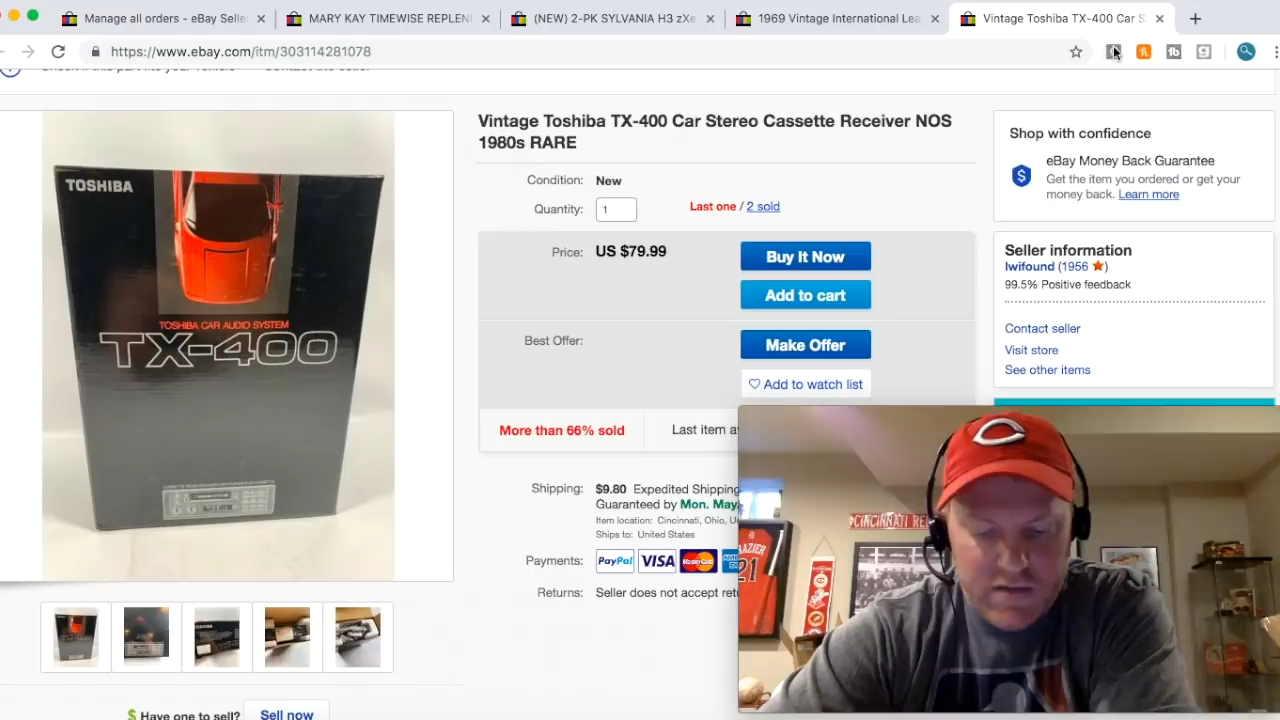 Manage all orders - eBay Selle
MARY KAY TIMEWISE REPLENI
(NEW) 2-PK SYLVANIA H3 zXe
1969 Vintage International Lea
Vintage Toshiba TX-400 Car S
https://www.ebay.com/itm/303114281078
Vintage Toshiba TX-400 Car Stereo Cassette Receiver NOS
1980s RARE
Condition: New
Quantity: 1 Last one / 2 sold
Price: US $79.99
Buy It Now
Add to cart
Best Offer: Make Offer
Add to watch list
More than 66% sold
Last item
Shipping: $9.80 Expedited Shipping
Guaranteed by Mon. May
Item location: Cincinnati, Ohio,
Ships to: United States
Payments: PayPal VISA MasterCard
Returns: Seller does not accept
$ Have one to sell? Sell now
Shop with confidence
eBay Money Back Guarantee
Get the item you ordered or get your
money back. Learn more
Seller information
lwifound (1956)
99.5% Positive feedback
Contact seller
Visit store
See other items
TOSHIBA
TOSHIBA CAR AUDIO SYSTEM
TX-400
CINCINNATI RE
FRAZIER
21